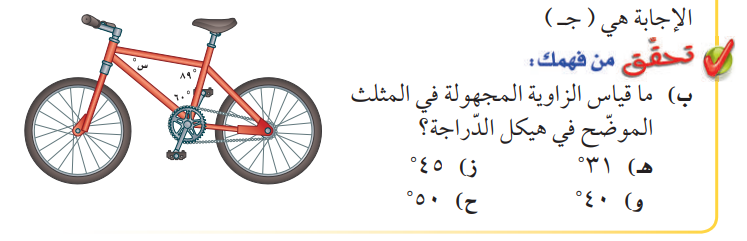 الإجابة هي ( جـ )
تحقَّق من فهمك:
ب) ما قياس الزاوية المجهولة في المثلث
الموضّح في هيكل الدّراجة؟
هـ) ٣١° ز) ٤٥°
و) ٤٠° ح) ٥٠°
س°
٨٩°
٦٠°